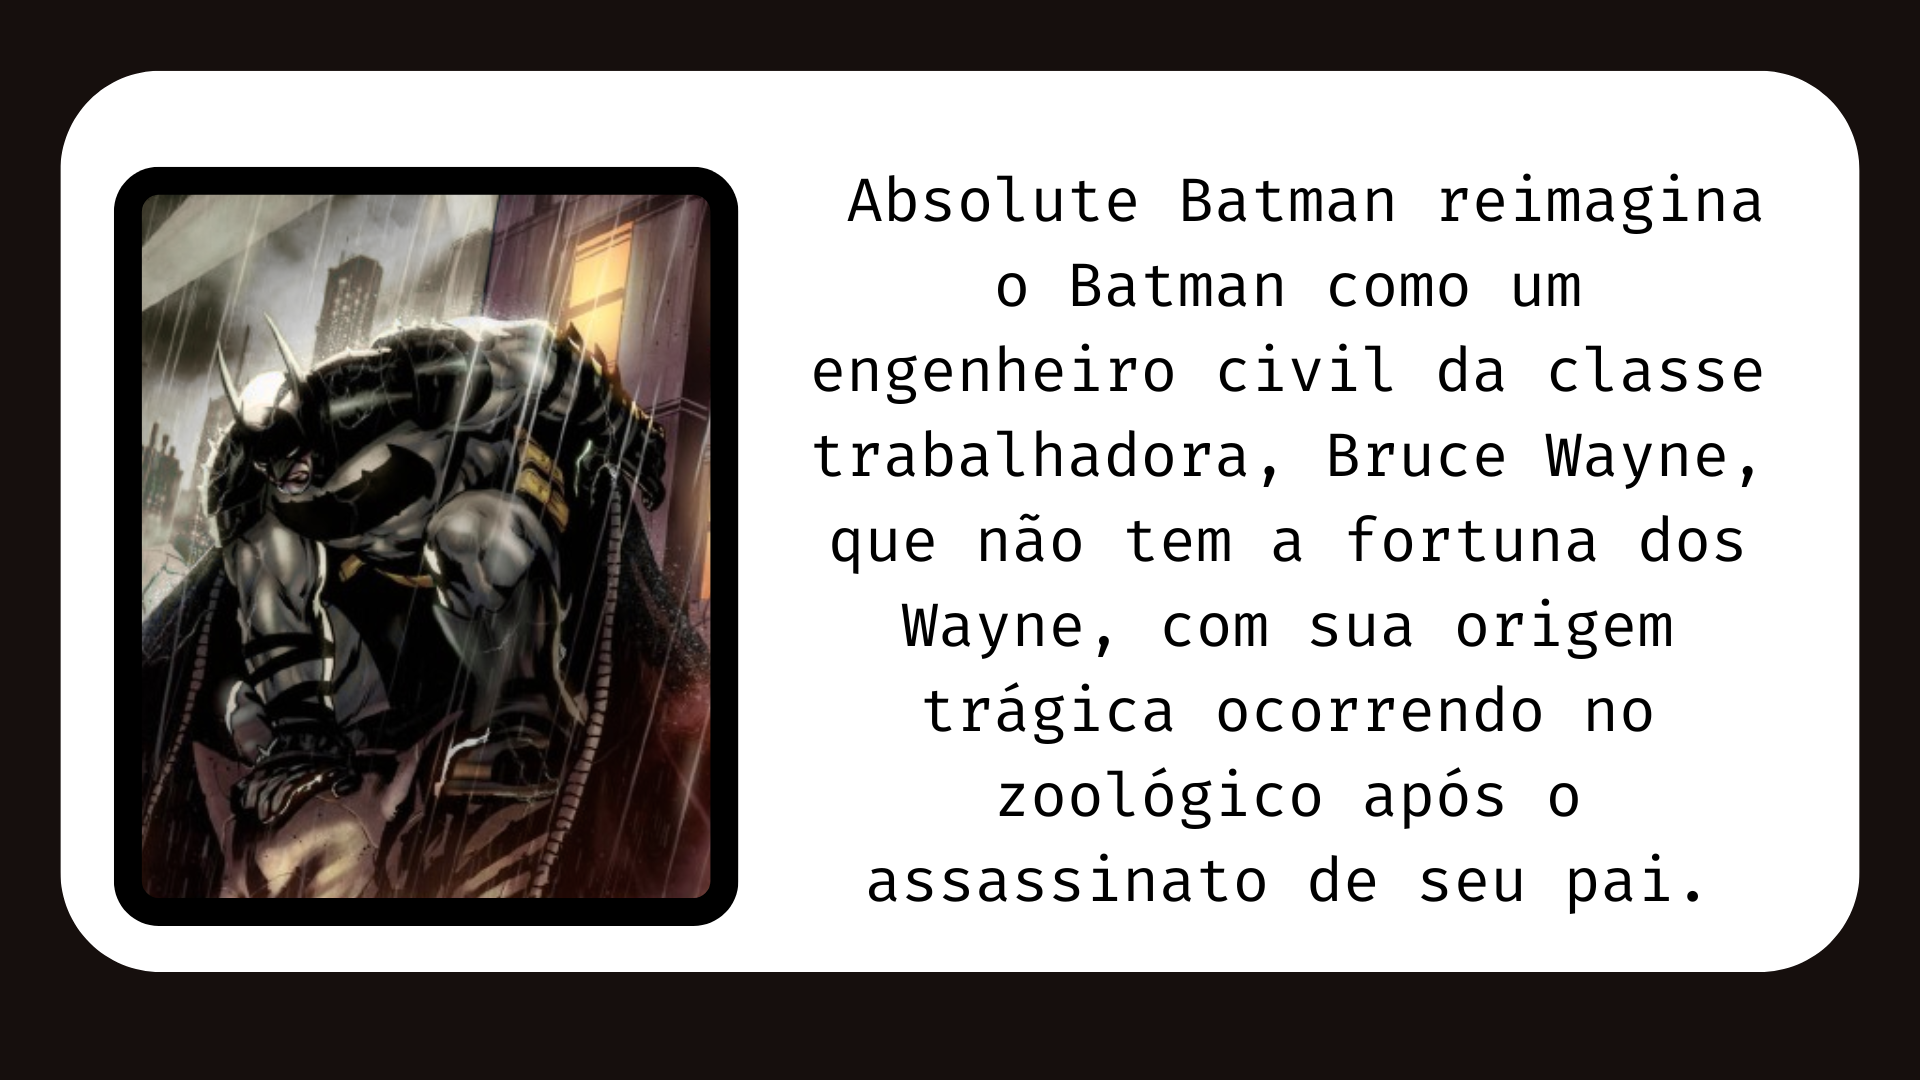 Absolute Batman reimagina
o Batman como um
engenheiro civil da classe
trabalhadora, Bruce Wayne,
que não tem a fortuna dos
Wayne, com sua origem
trágica ocorrendo no
zoológico após o
assassinato de seu pai.